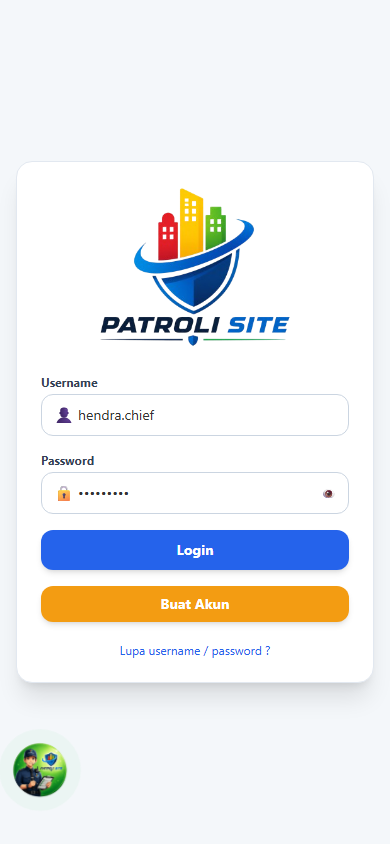 PATROLI SITE
Username
hendra.chief
Password
•••••••••
Login
Buat Akun
Lupa username / password ?